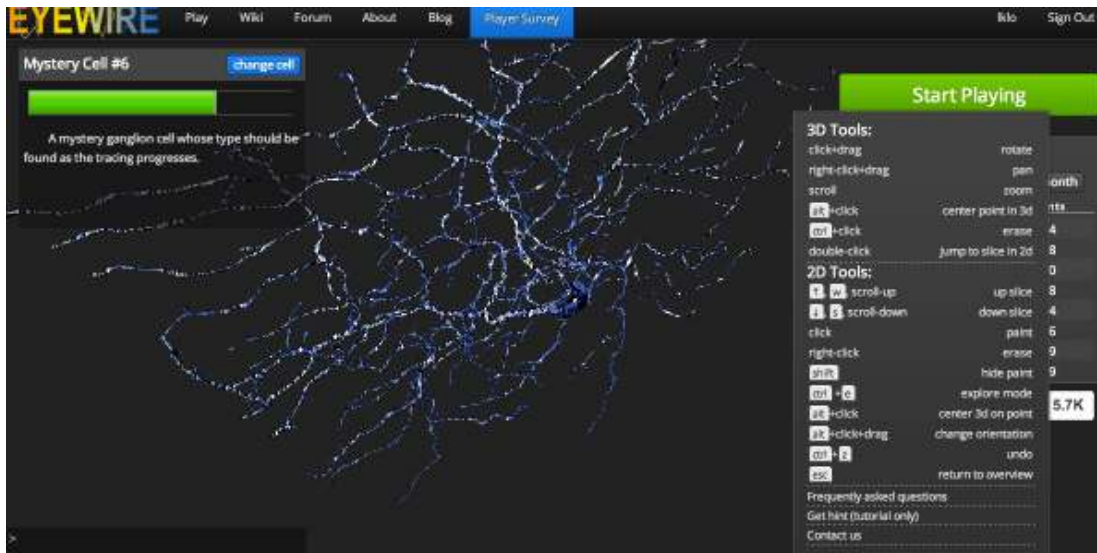 EYEWIRE Play Wiki Forum About Blog Player Survey Iklo Sign Out
Mystery Cell #6 change cell
A mystery ganglion cell whose type should be
found as the tracing progresses.
Start Playing
3D Tools:
click+drag rotate
right-click+drag pan
scroll zoom
alt +click center point in 3d
ctrl +click erase
double-click jump to slice in 2d
2D Tools:
↑, w, scroll-up up slice
↓, s, scroll-down down slice
click paint
right-click erase
shift hide paint
ctrl + e explore mode
alt +click center 3d on point
alt +click+drag change orientation
ctrl + z undo
esc return to overview
Frequently asked questions
Get hint (tutorial only)
Contact us
onth
nts
4
8
0
8
4
6
9
9
5.7K
>